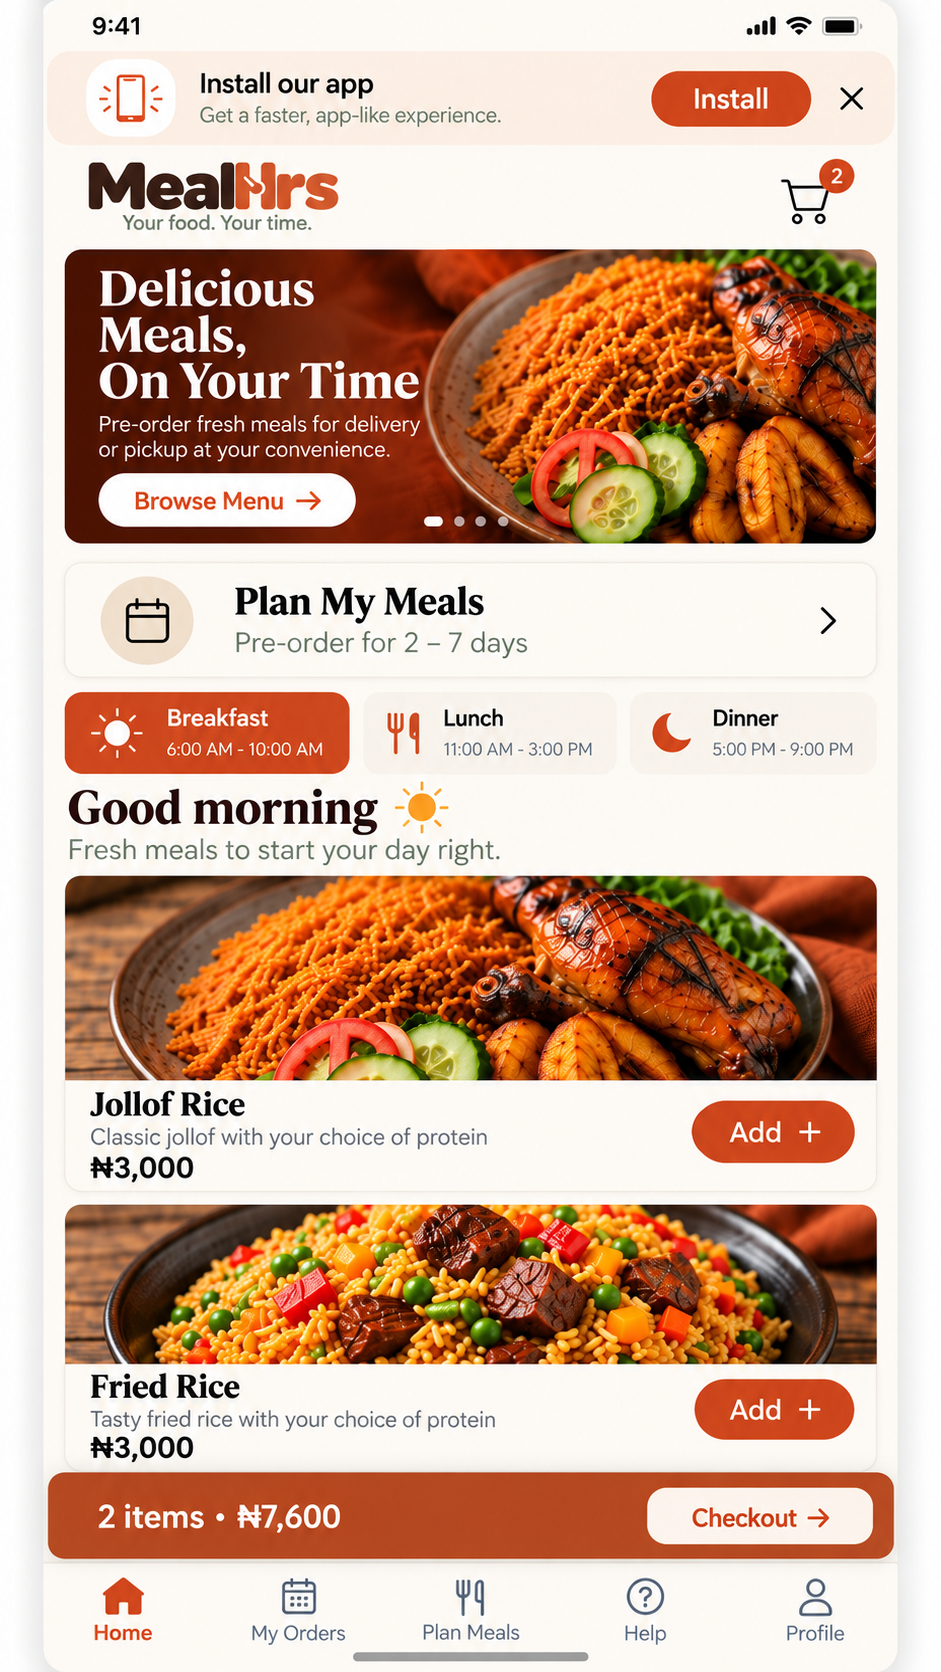 9:41
Install our app
Get a faster, app-like experience.
Install
MealHrs
Your food. Your time.
2
Delicious
Meals,
On Your Time
Pre-order fresh meals for delivery
or pickup at your convenience.
Browse Menu →
Plan My Meals
Pre-order for 2 – 7 days
Breakfast
6:00 AM - 10:00 AM
Lunch
11:00 AM - 3:00 PM
Dinner
5:00 PM - 9:00 PM
Good morning
Fresh meals to start your day right.
Jollof Rice
Classic jollof with your choice of protein
₦3,000
Add +
Fried Rice
Tasty fried rice with your choice of protein
₦3,000
Add +
2 items • ₦7,600
Checkout →
Home
My Orders
Plan Meals
Help
Profile